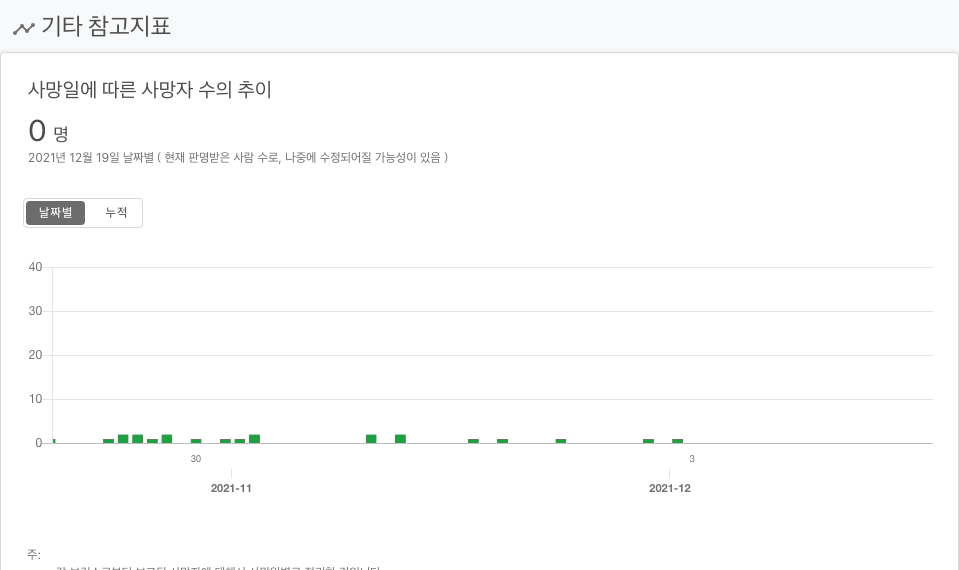 기타 참고지표
사망일에 따른 사망자 수의 추이
0 명
2021년 12월 19일 날짜별 ( 현재 판명받은 사람 수로, 나중에 수정되어질 가능성이 있음 )
날짜별 누적
40
30
20
10
0
30 3
2021-11 2021-12
주: